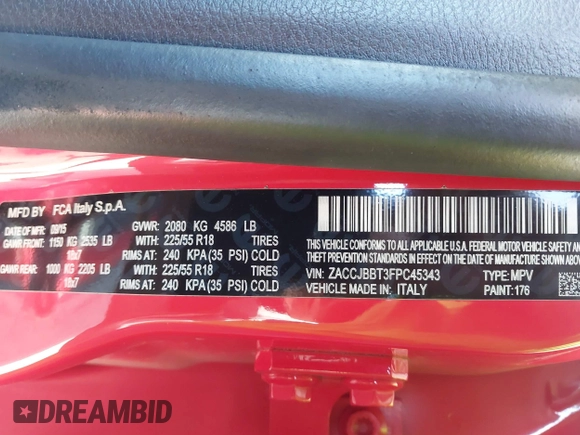 MFD BY FCA Italy S.p.A.
DATE OF MFT: 09/15 GVWR: 2080 KG 4586 LB
GAWR FRONT: 1150 KG 2535 LB WITH: 225/55 R18 TIRES
18x7 RIMS AT: 240 KPA(35 PSI) COLD
GAWR REAR: 1000 KG 2205 LB WITH: 225/55 R18 TIRES
18x7 RIMS AT: 240 KPA(35 PSI) COLD
THIS VEHICLE CONFORMS TO ALL APPLICABLE
FEDERAL MOTOR VEHICLE SAFETY, BUMPER, AND
THEFT PREVENTION STANDARDS IN EFFECT ON THE
DATE OF MANUFACTURE SHOWN ABOVE
VIN: ZACCJBBT3FPC45343 TYPE: MPV
VEHICLE MADE IN: ITALY PAINT: 176
DREAMBID